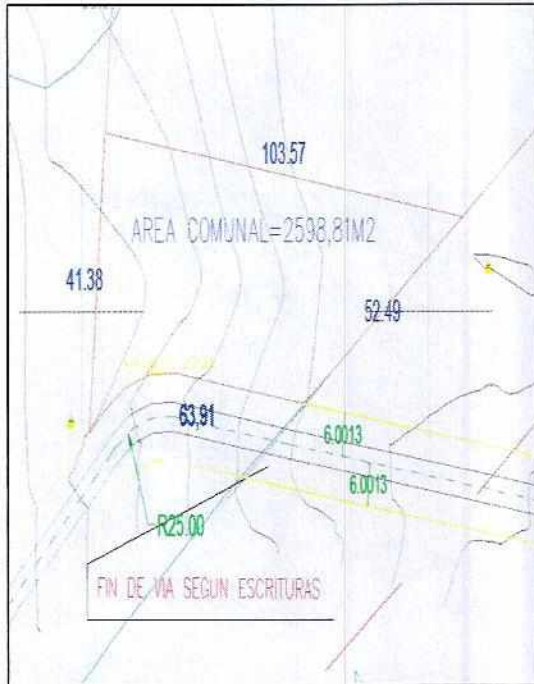 103.57
AREA COMUNAL=2598,81M2
41.38
52.49
63,91
6.0013
6.0013
R25.00
FIN DE VIA SEGUN ESCRITURAS